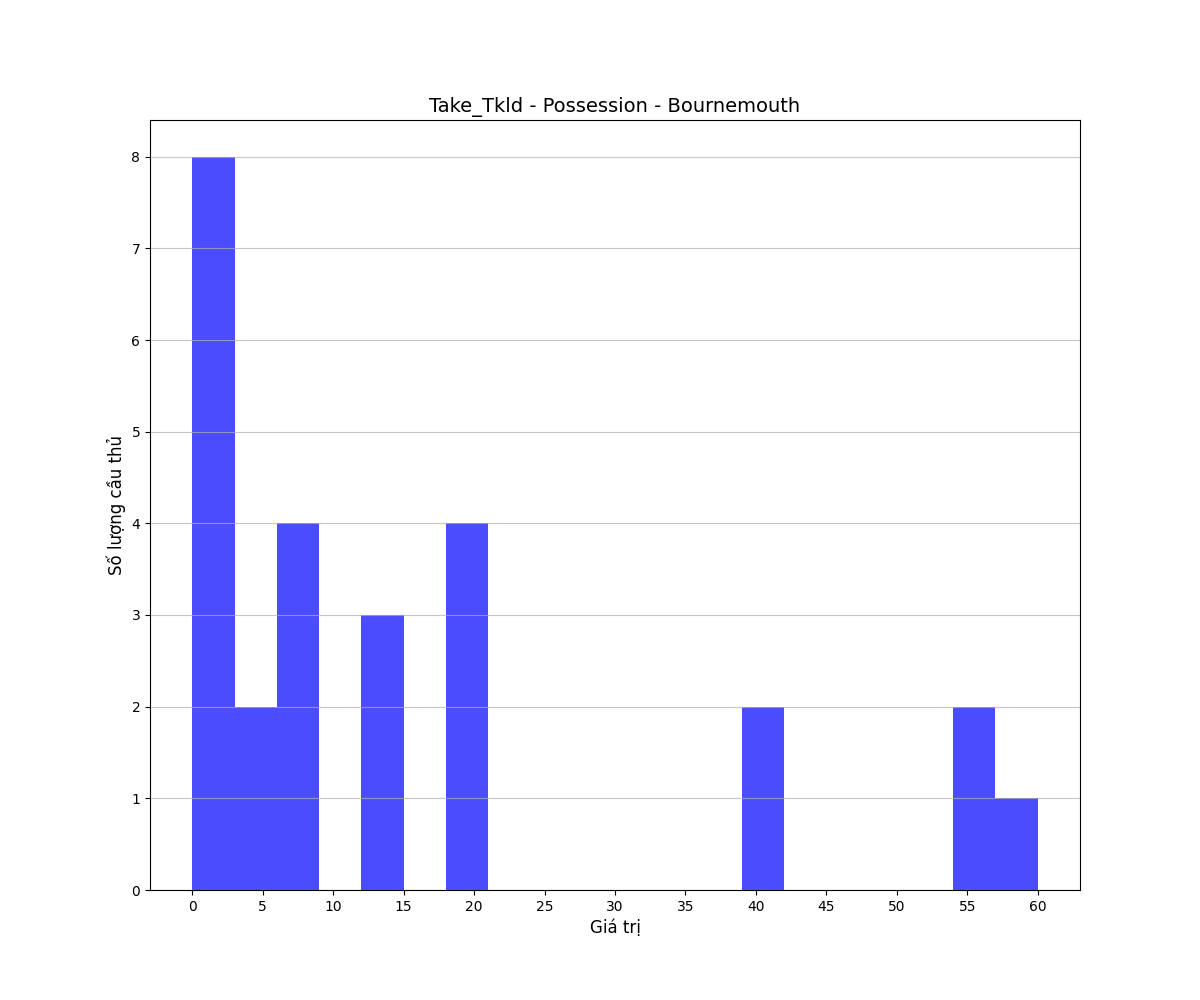 Take_Tkld - Possession - Bournemouth
8
7
6
5
4
3
2
1
0
Số lượng cầu thủ
0 5 10 15 20 25 30 35 40 45 50 55 60
Giá trị